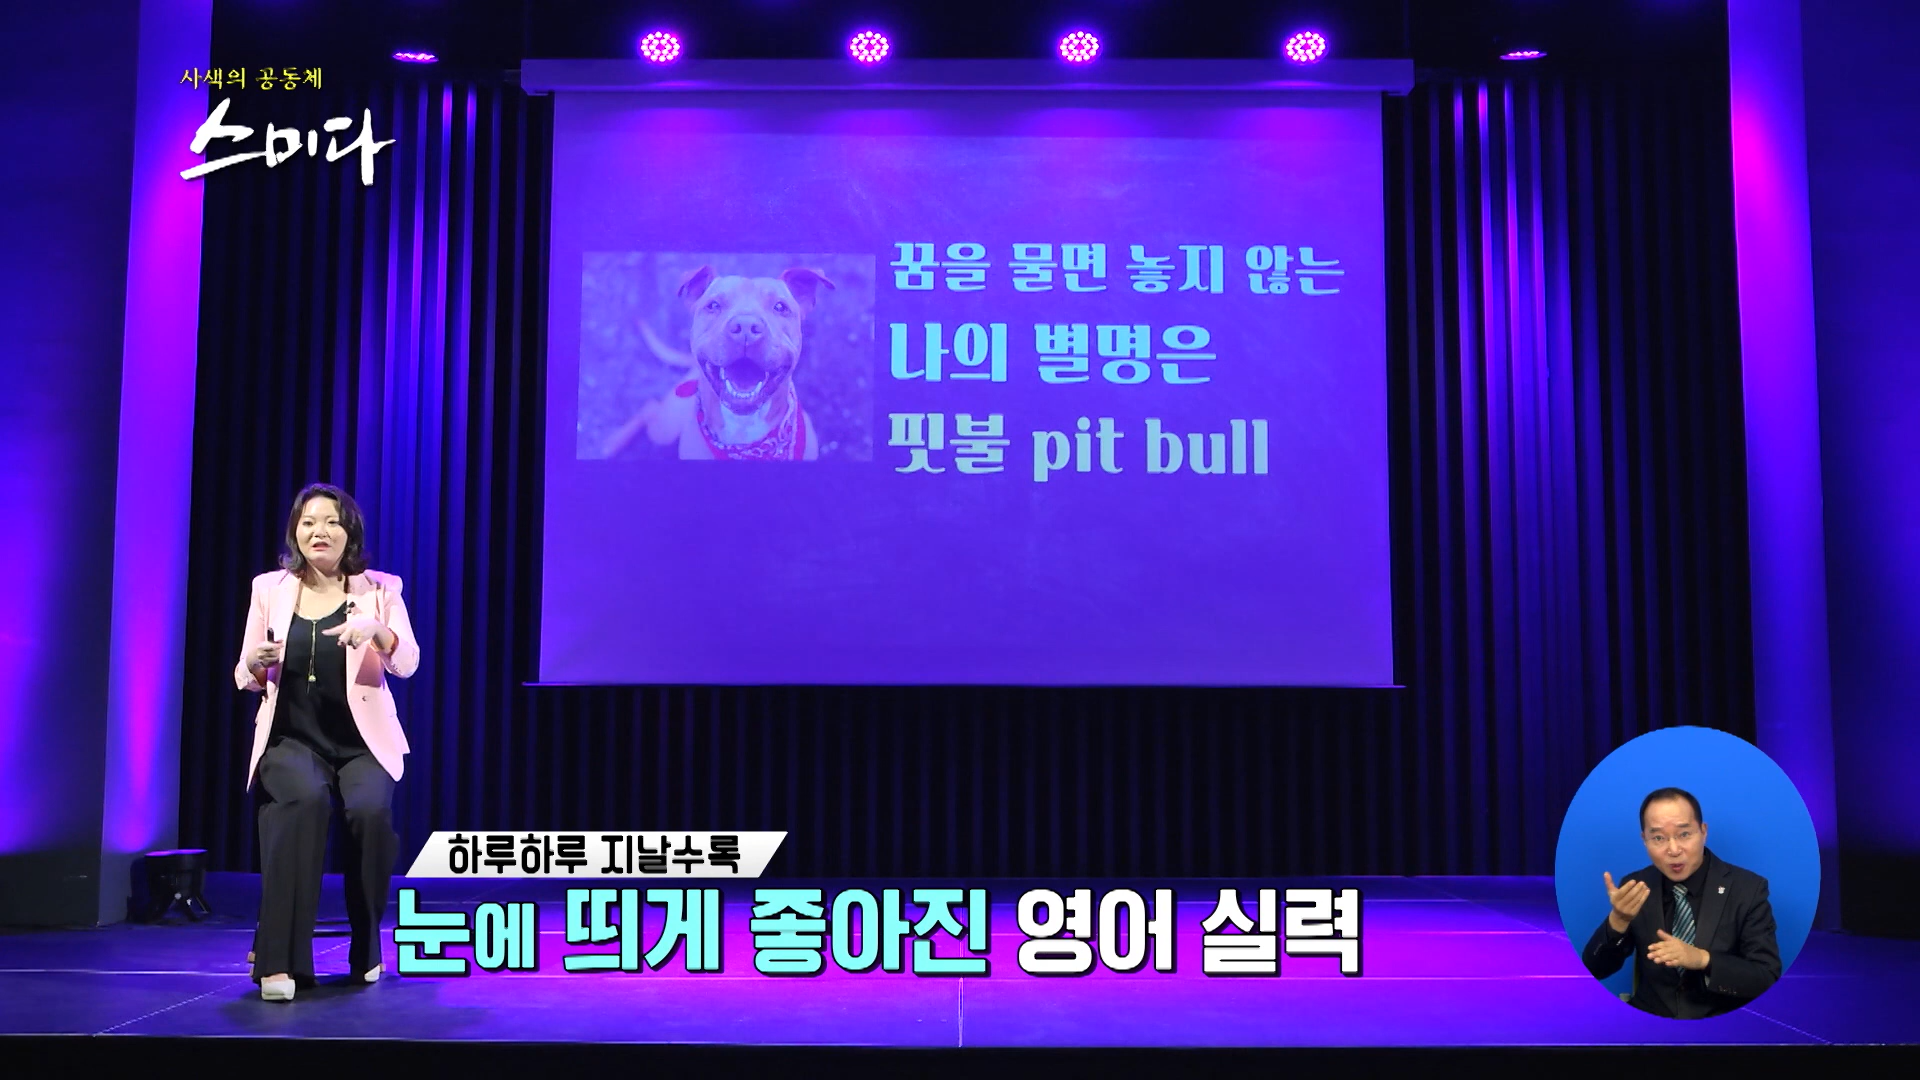 사색의 공동체
스미다
꿈을 물면 놓지 않는
나의 별명은
핏불 pit bull
하루하루 지날수록
눈에 띄게 좋아진 영어 실력